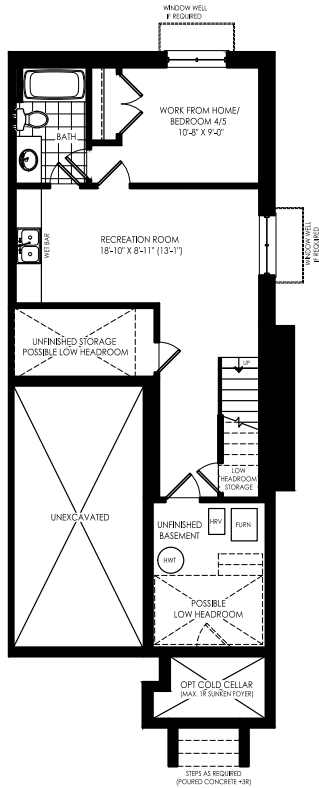 WINDOW WELL
IF REQUIRED
BATH
WORK FROM HOME/
BEDROOM 4/5
10'-8" X 9'-0"
WET BAR
RECREATION ROOM
18'-10" X 8'-11" (13'-1")
WINDOW WELL
IF REQUIRED
UNFINISHED STORAGE
POSSIBLE LOW HEADROOM
UP
LOW
HEADROOM
STORAGE
UNEXCAVATED
UNFINISHED
BASEMENT
HRV
FURN
HWT
POSSIBLE
LOW HEADROOM
OPT COLD CELLAR
(MAX. 1R SUNKEN FOYER)
STEPS AS REQUIRED
(POURED CONCRETE +3R)